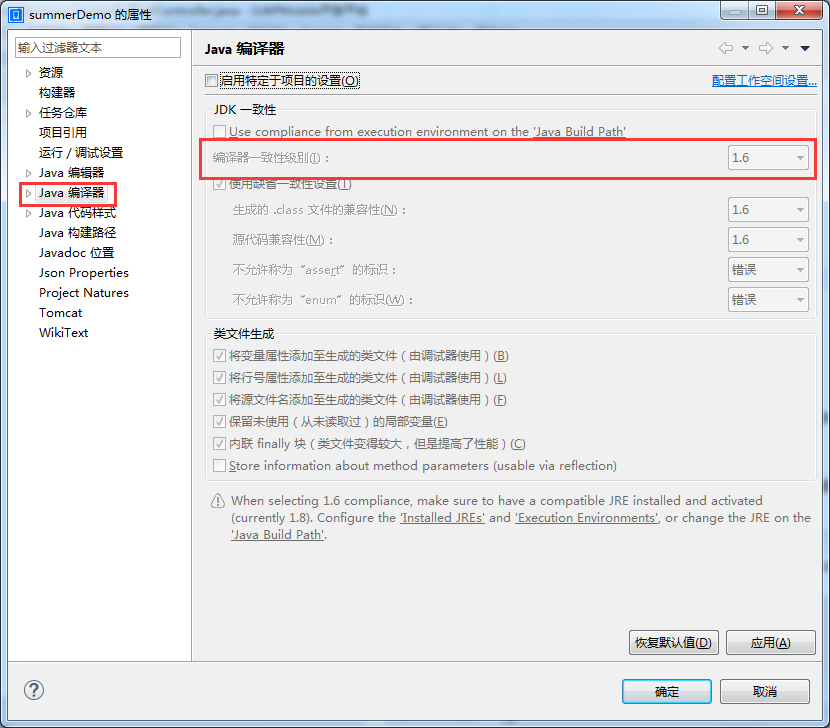 summerDemo 的属性
输入过滤器文本
资源
构建器
任务仓库
项目引用
运行 / 调试设置
Java 编辑器
Java 编译器
Java 代码样式
Java 构建路径
Javadoc 位置
Json Properties
Project Natures
Tomcat
WikiText
Java 编译器
启用特定于项目的设置(O)
配置工作空间设置...
JDK 一致性
Use compliance from execution environment on the 'Java Build Path'
编译器一致性级别(I)： 1.6
使用缺省一致性设置(T)
生成的 .class 文件的兼容性(N)： 1.6
源代码兼容性(M)： 1.6
不允许称为“assert”的标识： 错误
不允许称为“enum”的标识(W)： 错误
类文件生成
将变量属性添加至生成的类文件（由调试器使用）(B)
将行号属性添加至生成的类文件（由调试器使用）(L)
将源文件名添加至生成的类文件（由调试器使用）(F)
保留未使用（从未读取过）的局部变量(E)
内联 finally 块（类文件变得较大，但是提高了性能）(C)
Store information about method parameters (usable via reflection)
When selecting 1.6 compliance, make sure to have a compatible JRE installed and activated
(currently 1.8). Configure the 'Installed JREs' and 'Execution Environments', or change the JRE on the
'Java Build Path'.
恢复默认值(D) 应用(A)
确定 取消